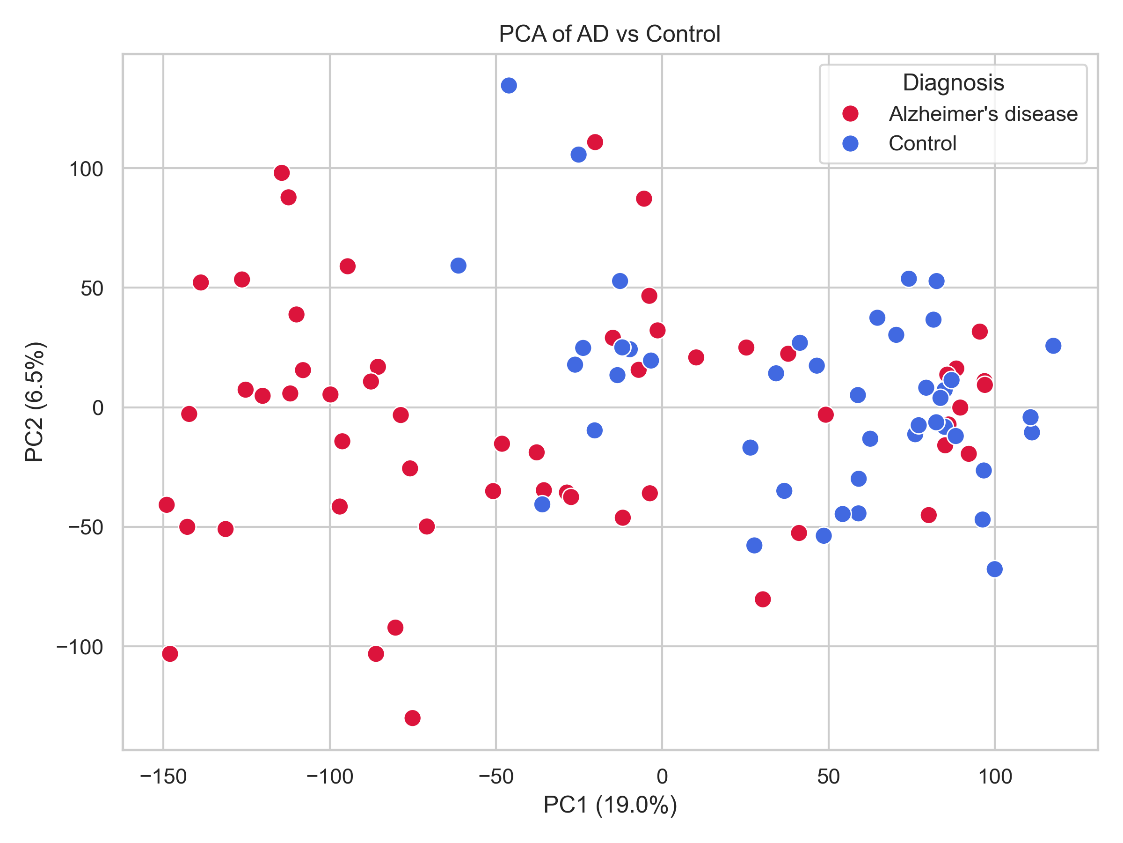 PCA of AD vs Control
Diagnosis
Alzheimer's disease
Control
100
50
0
−50
−100
PC2 (6.5%)
−150
−100
−50
0
50
100
PC1 (19.0%)